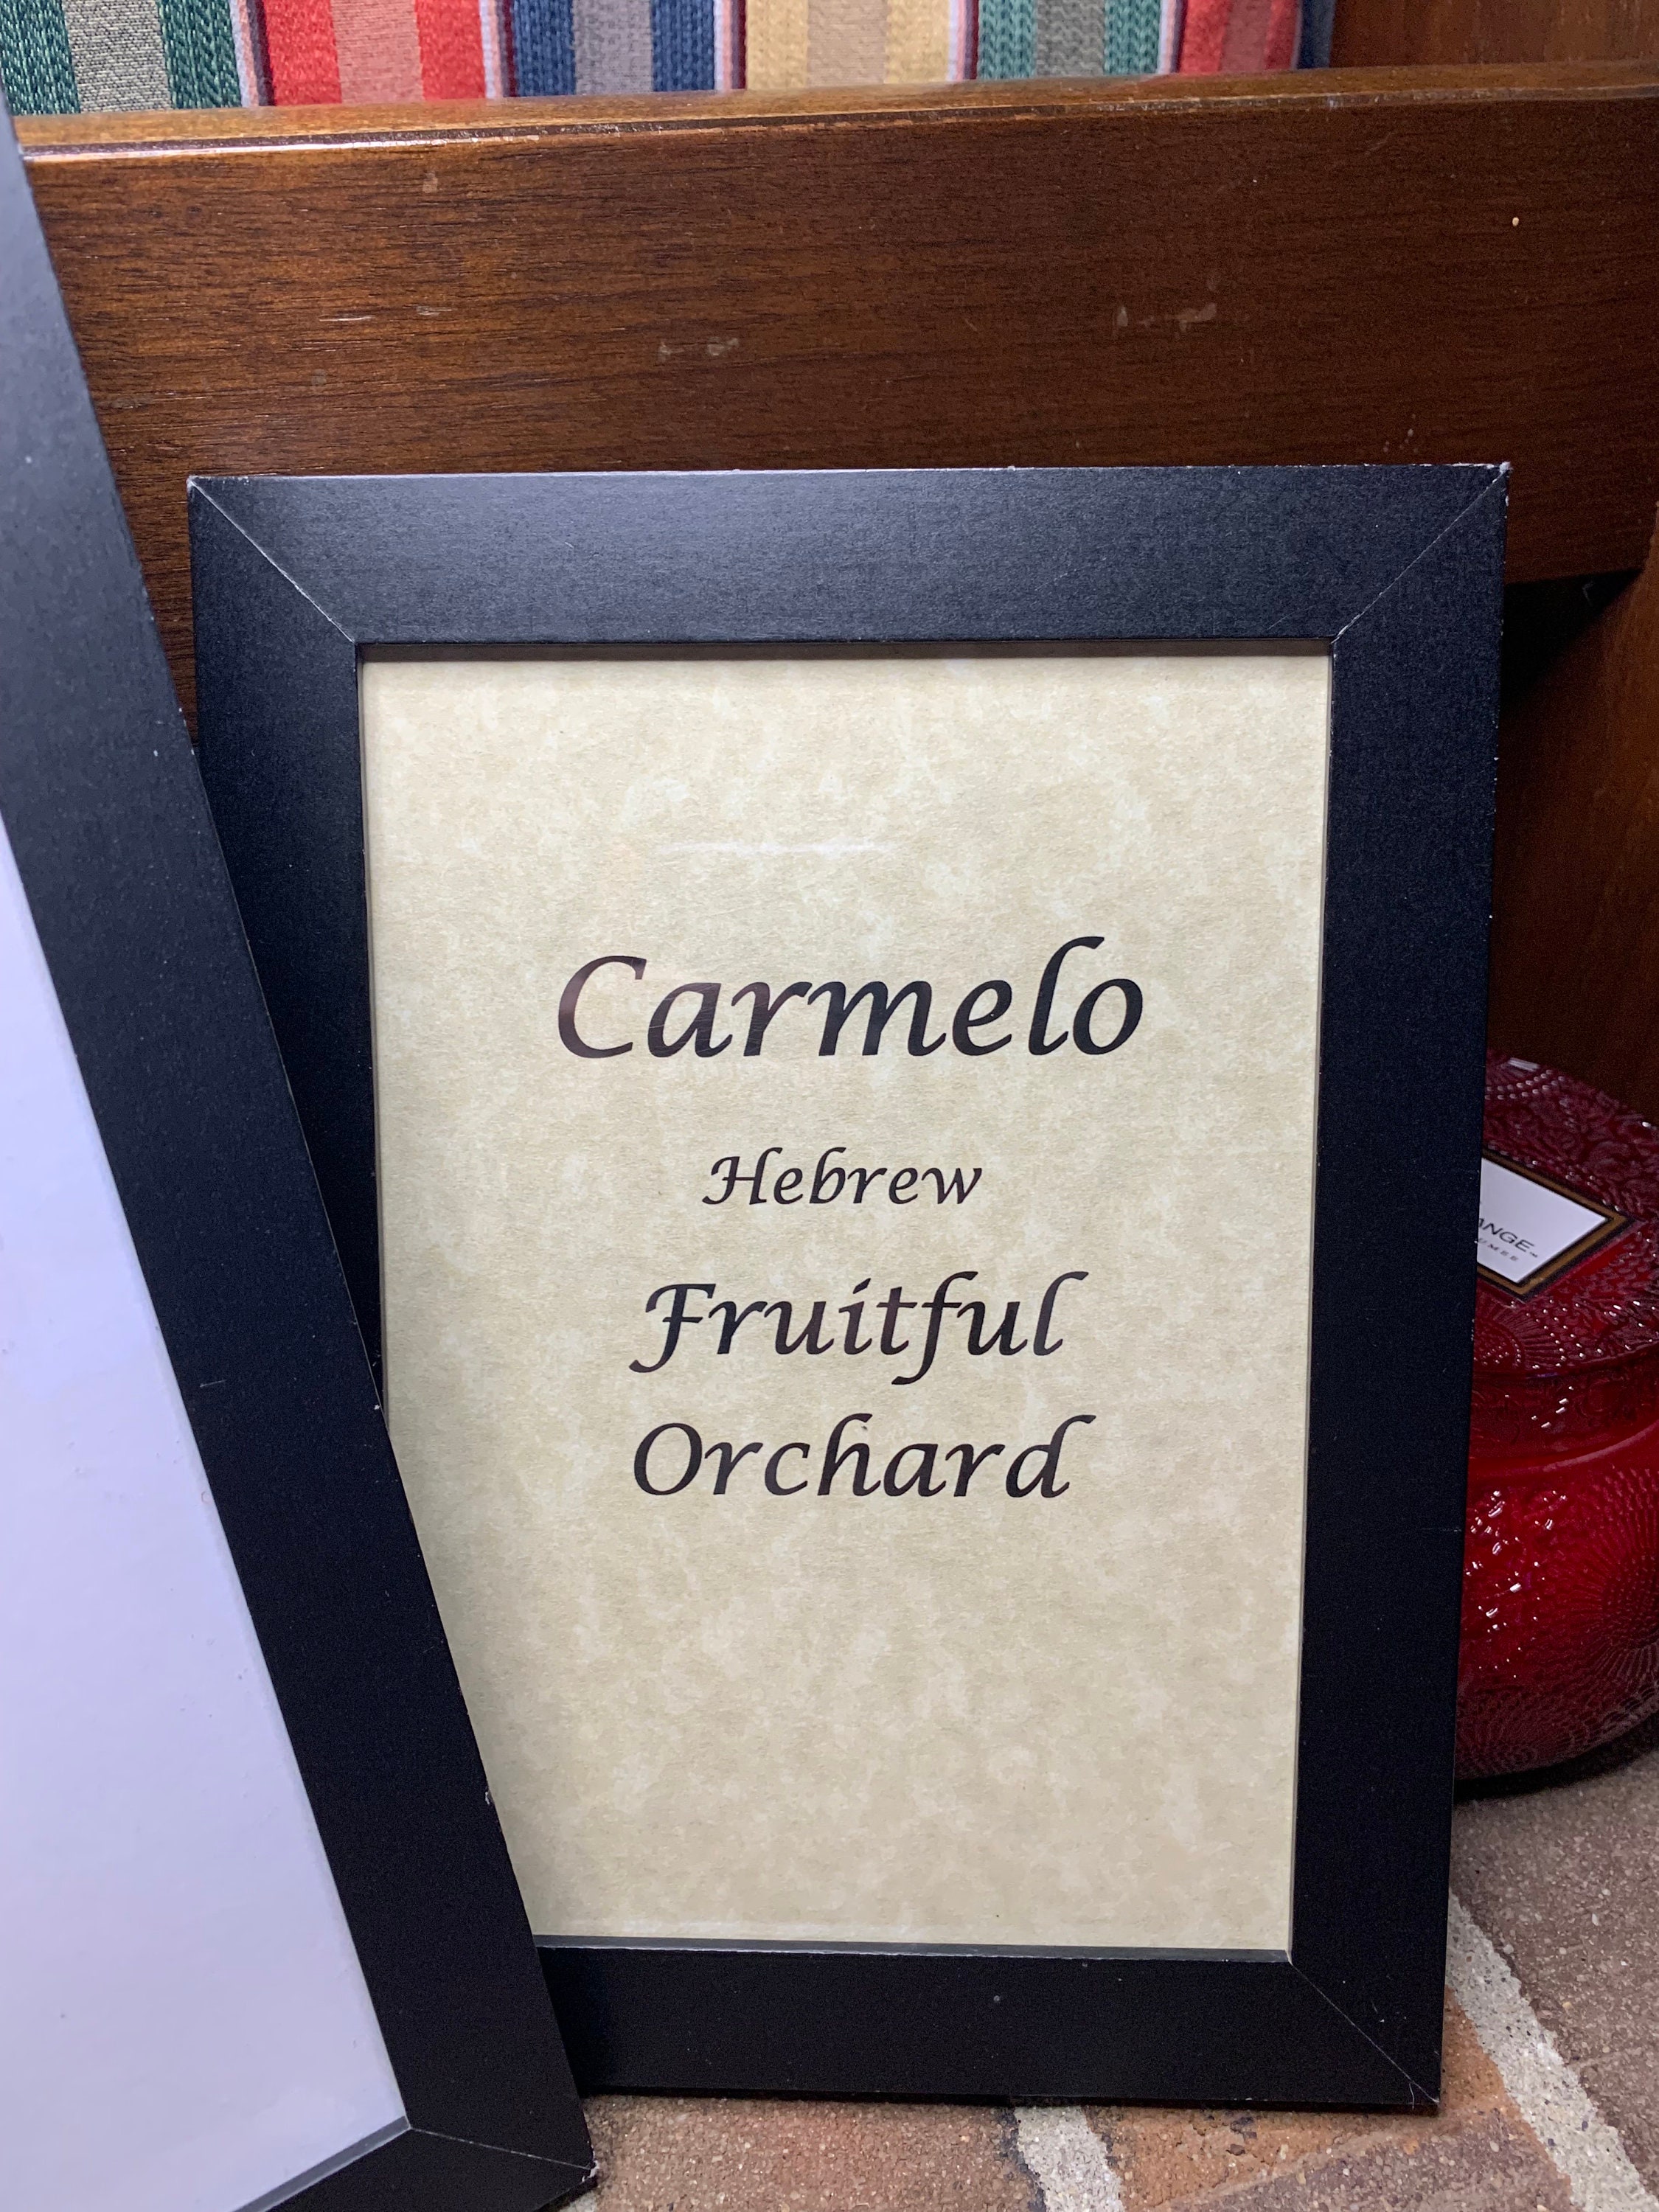 Carmelo
Hebrew
Fruitful
Orchard